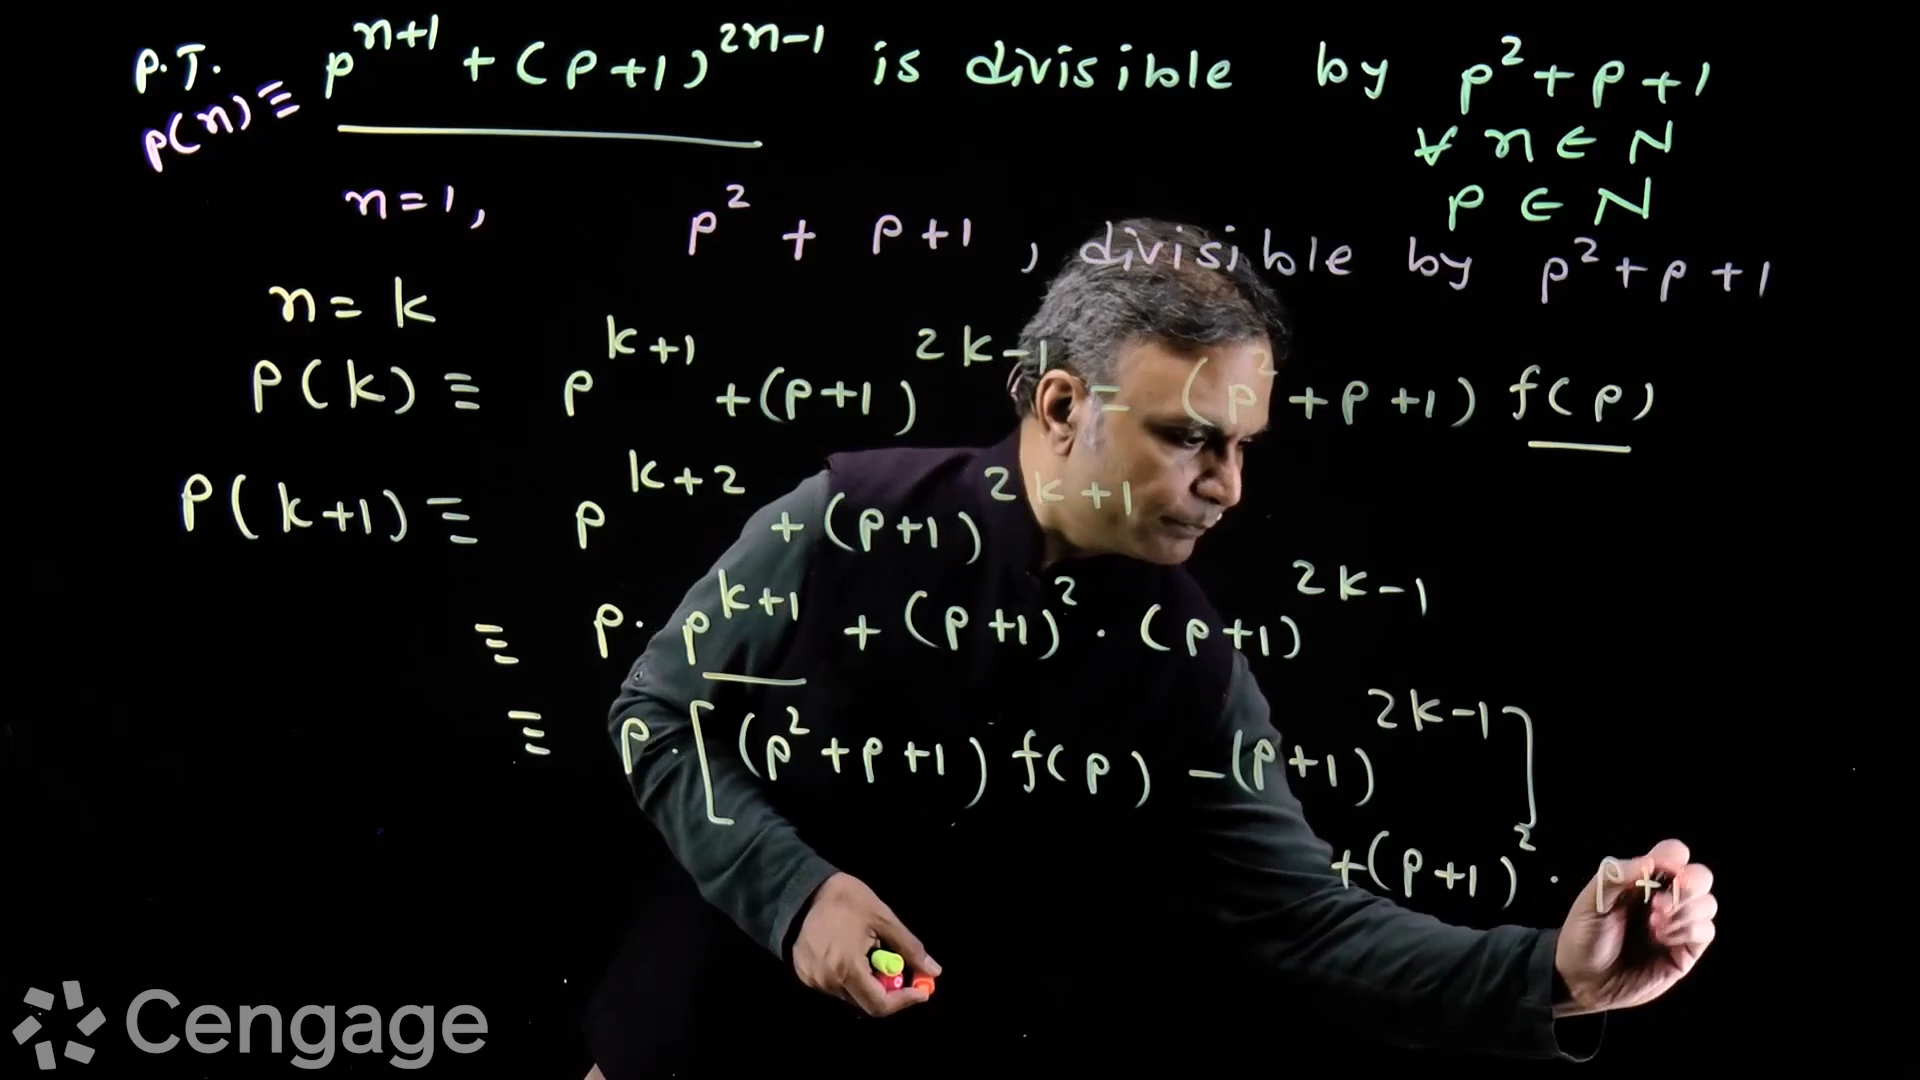 P.T. p^{n+1} + (p+1)^{2n-1} is divisible by p^2 + p + 1
p(n) ≡ ∀ n ∈ N
p ∈ N
n = 1, p^2 + p + 1, divisible by p^2 + p + 1
n = k
P(k) ≡ p^{k+1} + (p+1)^{2k-1} = (p^2 + p + 1) f(p)
P(k+1) ≡ p^{k+2} + (p+1)^{2k+1}
≡ p · p^{k+1} + (p+1)^2 · (p+1)^{2k-1}
≡ p · [(p^2 + p + 1) f(p) - (p+1)^{2k-1}]
+ (p+1)^2 · p+1
Cengage